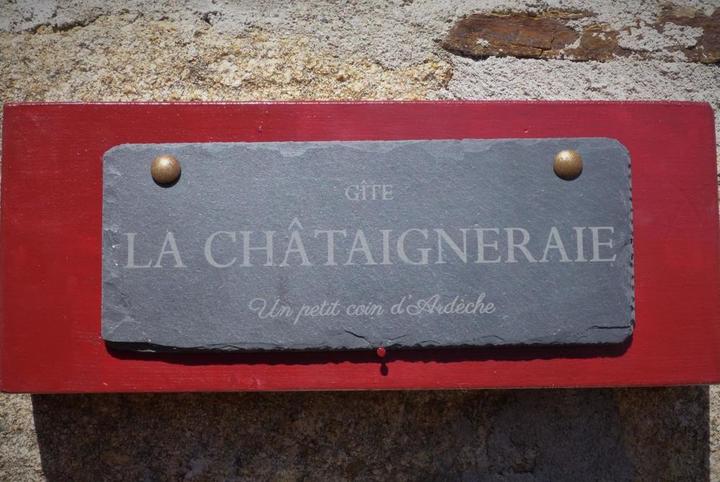 GÎTE
LA CHÂTAIGNERAIE
Un petit coin d'Ardèche